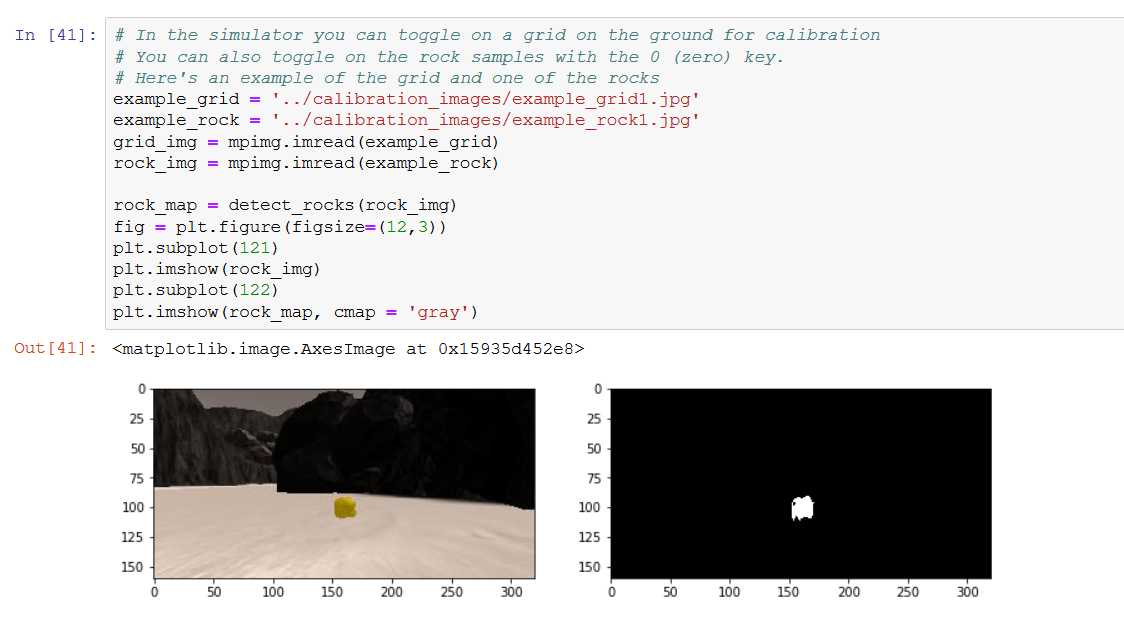 In [41]:
# In the simulator you can toggle on a grid on the ground for calibration
# You can also toggle on the rock samples with the 0 (zero) key.
# Here's an example of the grid and one of the rocks
example_grid = '../calibration_images/example_grid1.jpg'
example_rock = '../calibration_images/example_rock1.jpg'
grid_img = mpimg.imread(example_grid)
rock_img = mpimg.imread(example_rock)

rock_map = detect_rocks(rock_img)
fig = plt.figure(figsize=(12,3))
plt.subplot(121)
plt.imshow(rock_img)
plt.subplot(122)
plt.imshow(rock_map, cmap = 'gray')
Out[41]: <matplotlib.image.AxesImage at 0x15935d452e8>
0
25
50
75
100
125
150
0 50 100 150 200 250 300
0
25
50
75
100
125
150
0 50 100 150 200 250 300